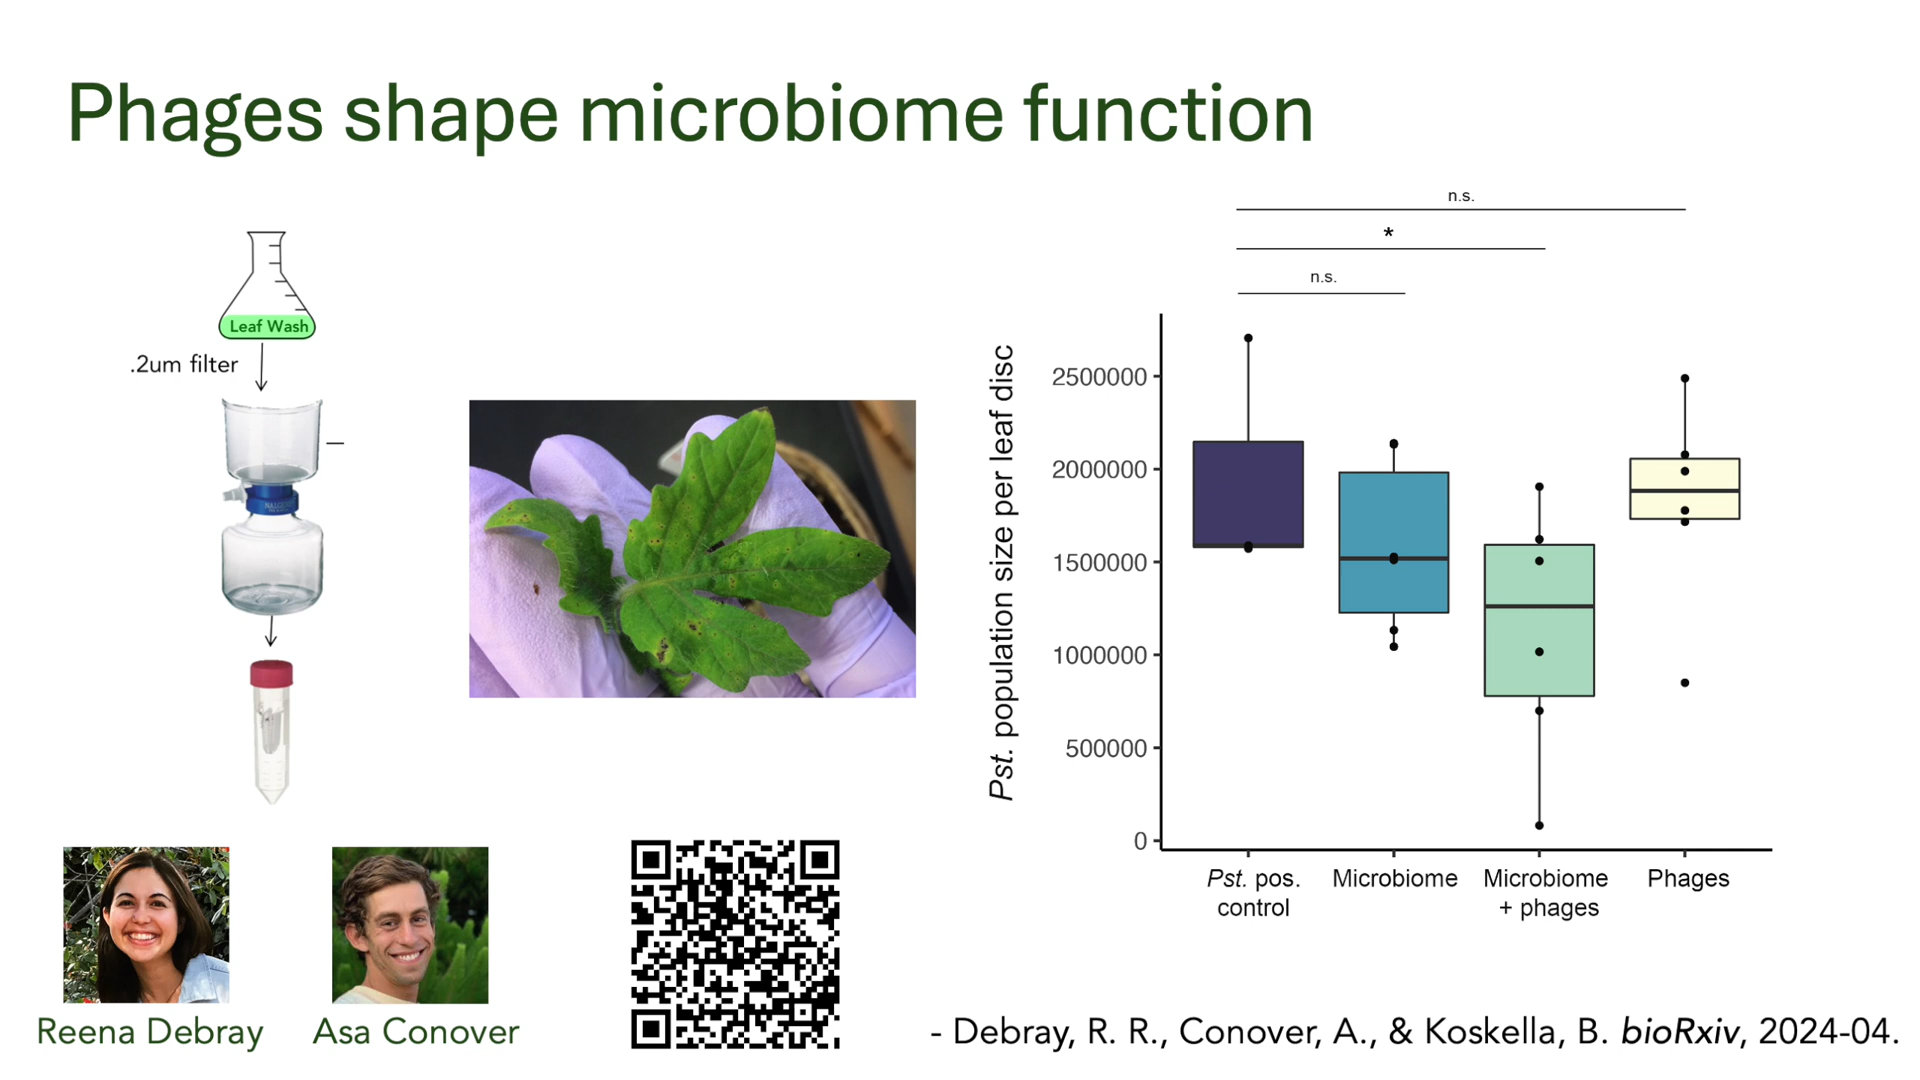 Phages shape microbiome function
Leaf Wash
.2um filter
n.s.
*
n.s.
Pst. population size per leaf disc
2500000
2000000
1500000
1000000
500000
0
Pst. pos.
control
Microbiome
Microbiome
+ phages
Phages
Reena Debray
Asa Conover
- Debray, R. R., Conover, A., & Koskella, B. bioRxiv, 2024-04.